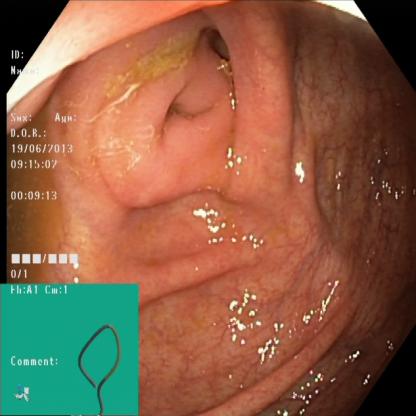 ID:
Name:
Sex: Age:
D.O.B.:
19/06/2013
09:15:02
00:09:13
0/1
Eh:A1 Cm:1
Comment: